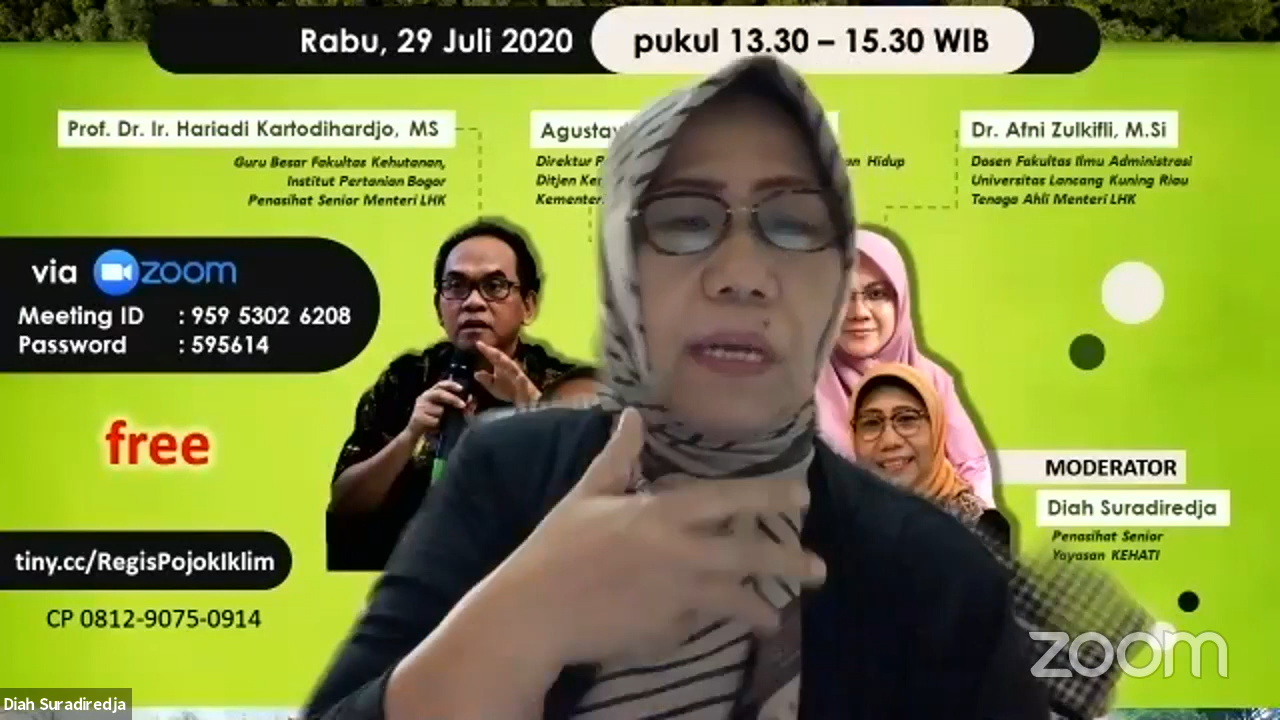 Rabu, 29 Juli 2020
pukul 13.30 – 15.30 WIB
Prof. Dr. Ir. Hariadi Kartodihardjo, MS
Guru Besar Fakultas Kehutanan,
Institut Pertanian Bogor
Penasihat Senior Menteri LHK
Direktur
Ditjen
Hidup
Dr. Afni Zulkifli, M.Si
Dosen Fakultas Ilmu Administrasi
Universitas Lancang Kuning Riau
Tenaga Ahli Menteri LHK
via zoom
Meeting ID : 959 5302 6208
Password : 595614
free
tiny.cc/RegisPojokIklim
CP 0812-9075-0914
MODERATOR
Diah Suradiredja
Penasihat Senior
Yayasan KEHATI
zoom
Diah Suradiredja